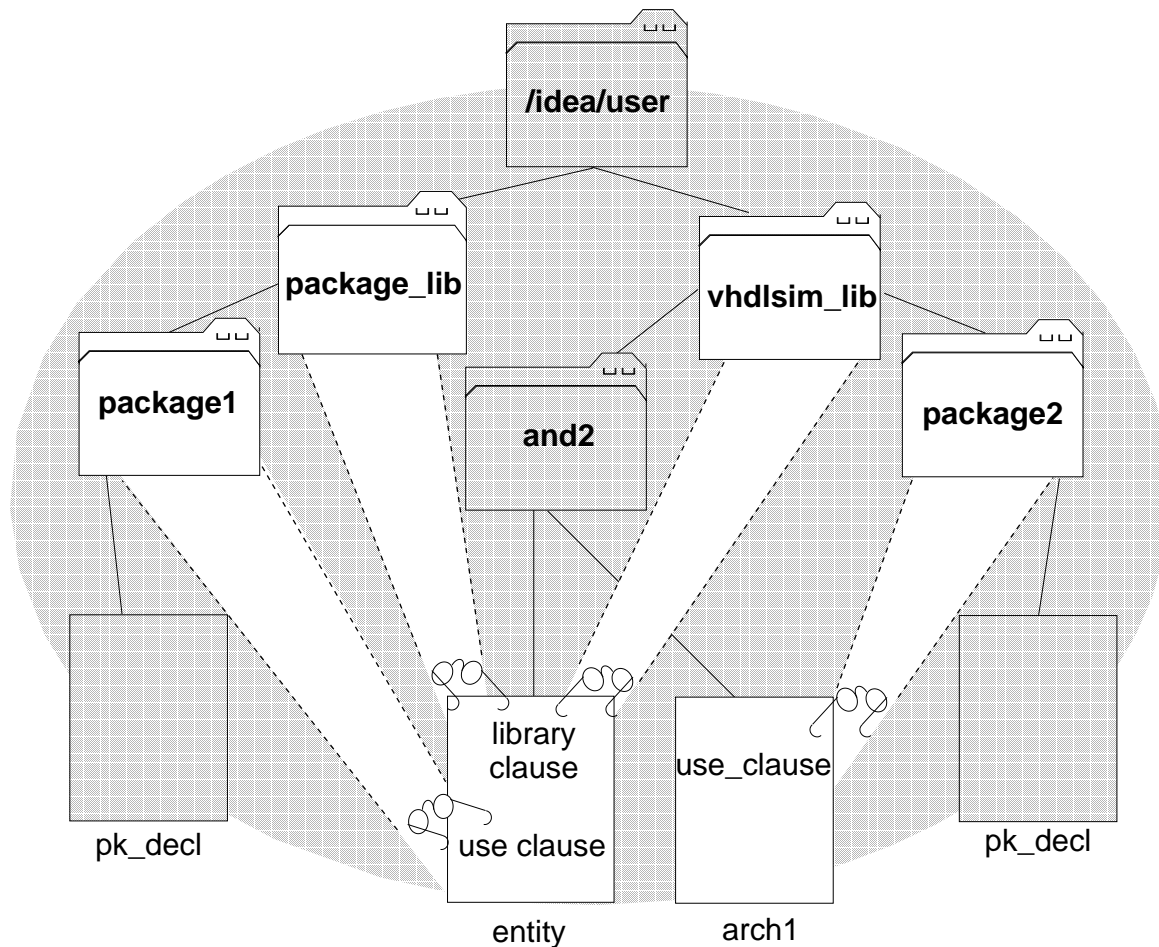 /idea/user
package_lib
vhdlsim_lib
package1
and2
package2
library
clause
use_clause
use clause
pk_decl
pk_decl
entity
arch1